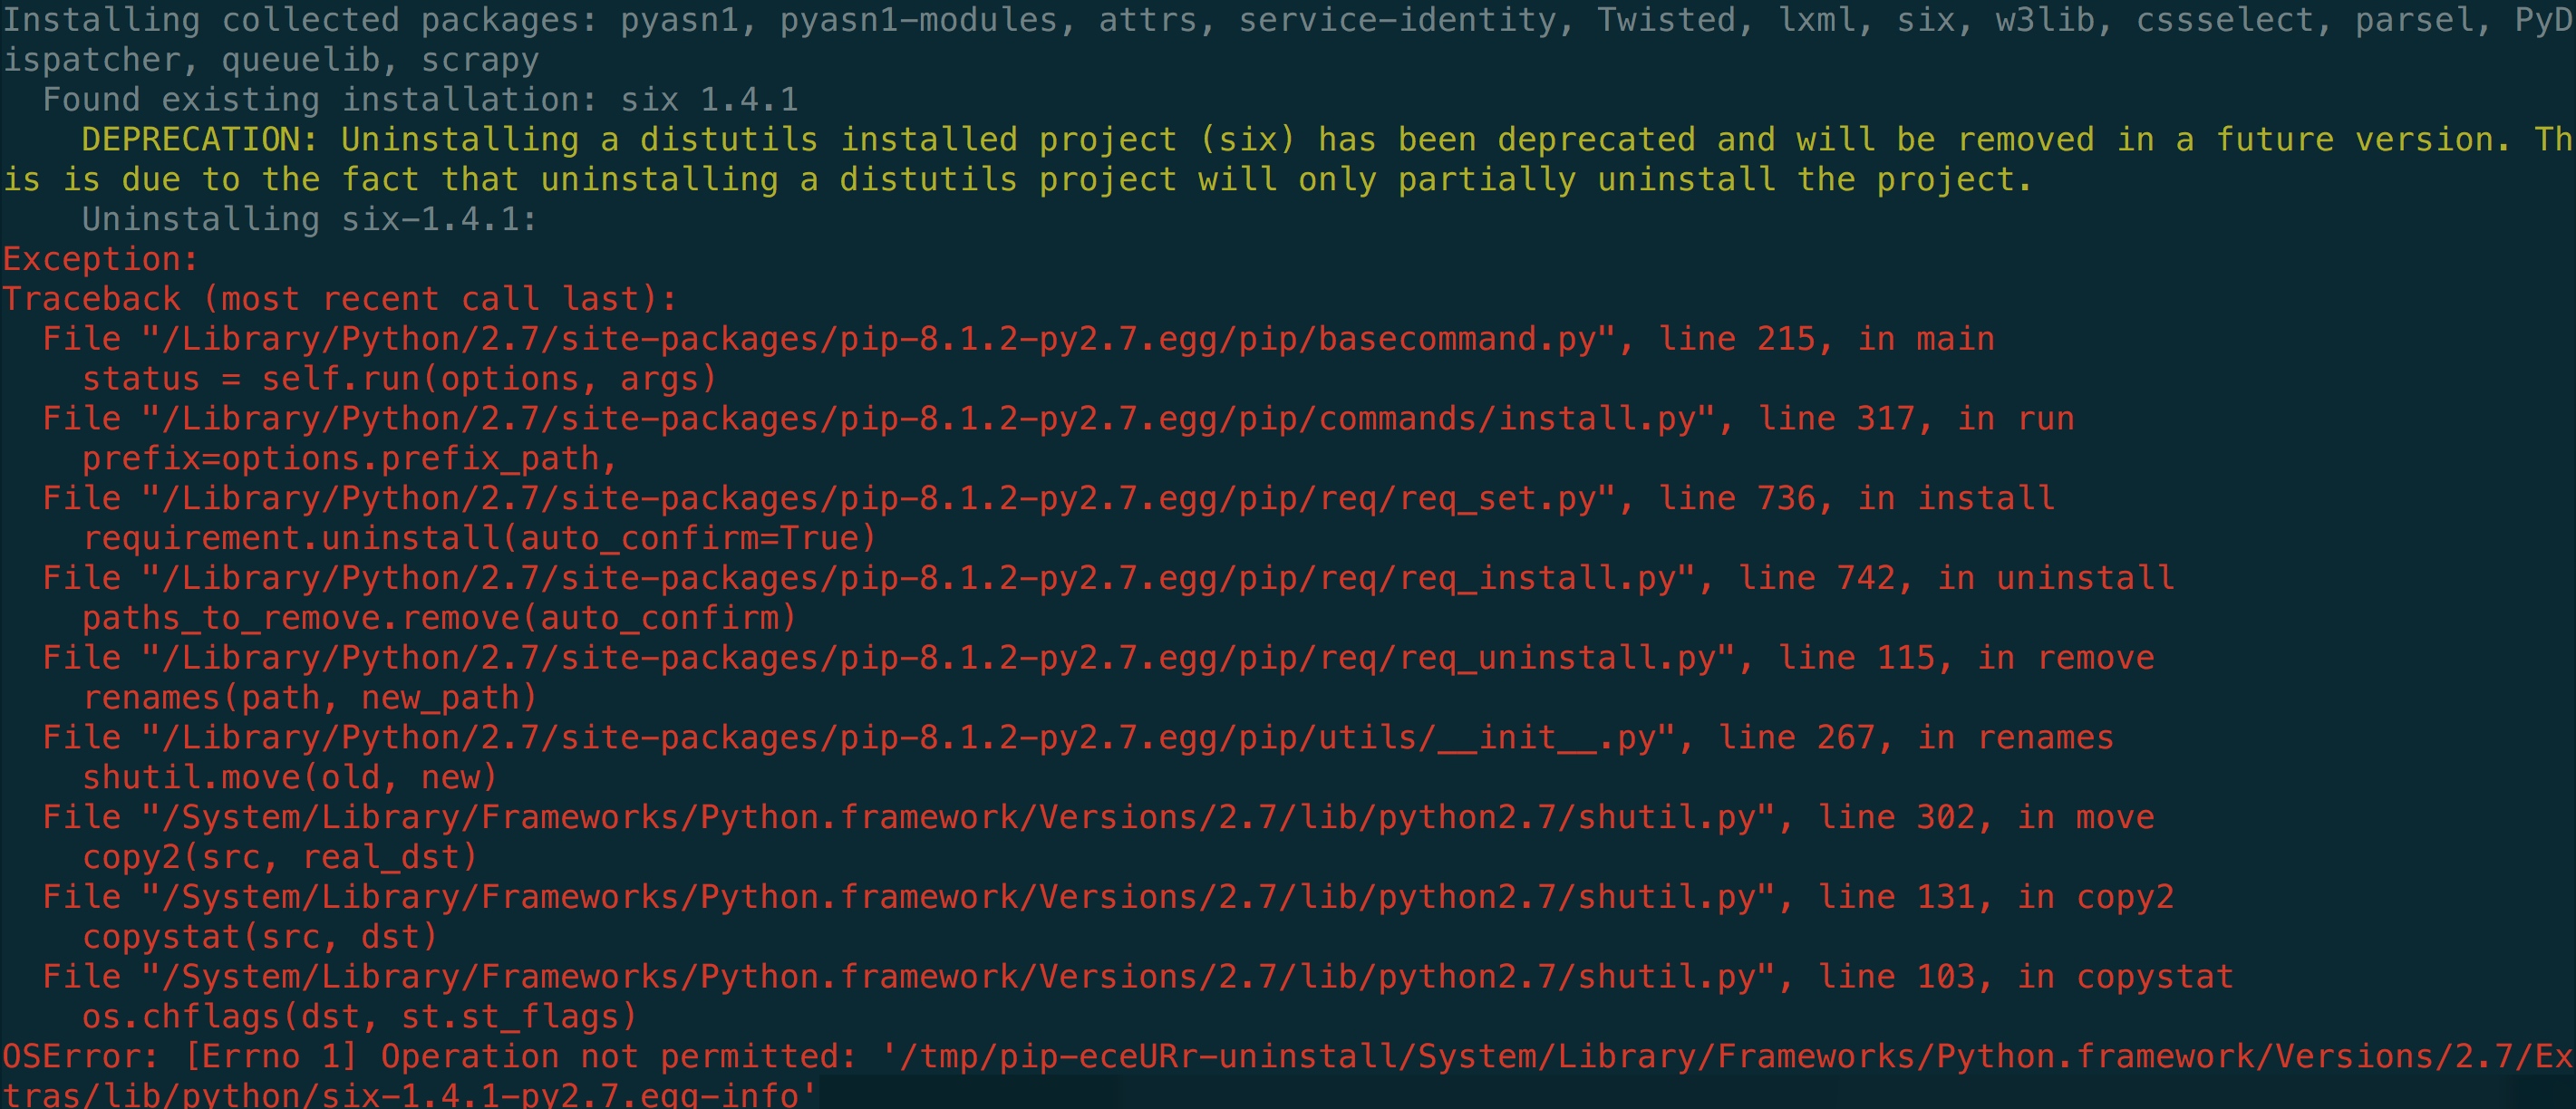 Installing collected packages: pyasn1, pyasn1-modules, attrs, service-identity, Twisted, lxml, six, w3lib, cssselect, parsel, PyD
ispatcher, queuelib, scrapy
  Found existing installation: six 1.4.1
    DEPRECATION: Uninstalling a distutils installed project (six) has been deprecated and will be removed in a future version. Th
is is due to the fact that uninstalling a distutils project will only partially uninstall the project.
    Uninstalling six-1.4.1:
Exception:
Traceback (most recent call last):
  File "/Library/Python/2.7/site-packages/pip-8.1.2-py2.7.egg/pip/basecommand.py", line 215, in main
    status = self.run(options, args)
  File "/Library/Python/2.7/site-packages/pip-8.1.2-py2.7.egg/pip/commands/install.py", line 317, in run
    prefix=options.prefix_path,
  File "/Library/Python/2.7/site-packages/pip-8.1.2-py2.7.egg/pip/req/req_set.py", line 736, in install
    requirement.uninstall(auto_confirm=True)
  File "/Library/Python/2.7/site-packages/pip-8.1.2-py2.7.egg/pip/req/req_install.py", line 742, in uninstall
    paths_to_remove.remove(auto_confirm)
  File "/Library/Python/2.7/site-packages/pip-8.1.2-py2.7.egg/pip/req/req_uninstall.py", line 115, in remove
    renames(path, new_path)
  File "/Library/Python/2.7/site-packages/pip-8.1.2-py2.7.egg/pip/utils/__init__.py", line 267, in renames
    shutil.move(old, new)
  File "/System/Library/Frameworks/Python.framework/Versions/2.7/lib/python2.7/shutil.py", line 302, in move
    copy2(src, real_dst)
  File "/System/Library/Frameworks/Python.framework/Versions/2.7/lib/python2.7/shutil.py", line 131, in copy2
    copystat(src, dst)
  File "/System/Library/Frameworks/Python.framework/Versions/2.7/lib/python2.7/shutil.py", line 103, in copystat
    os.chflags(dst, st.st_flags)
OSError: [Errno 1] Operation not permitted: '/tmp/pip-eceURr-uninstall/System/Library/Frameworks/Python.framework/Versions/2.7/Ex
tras/lib/python/six-1.4.1-py2.7.egg-info'